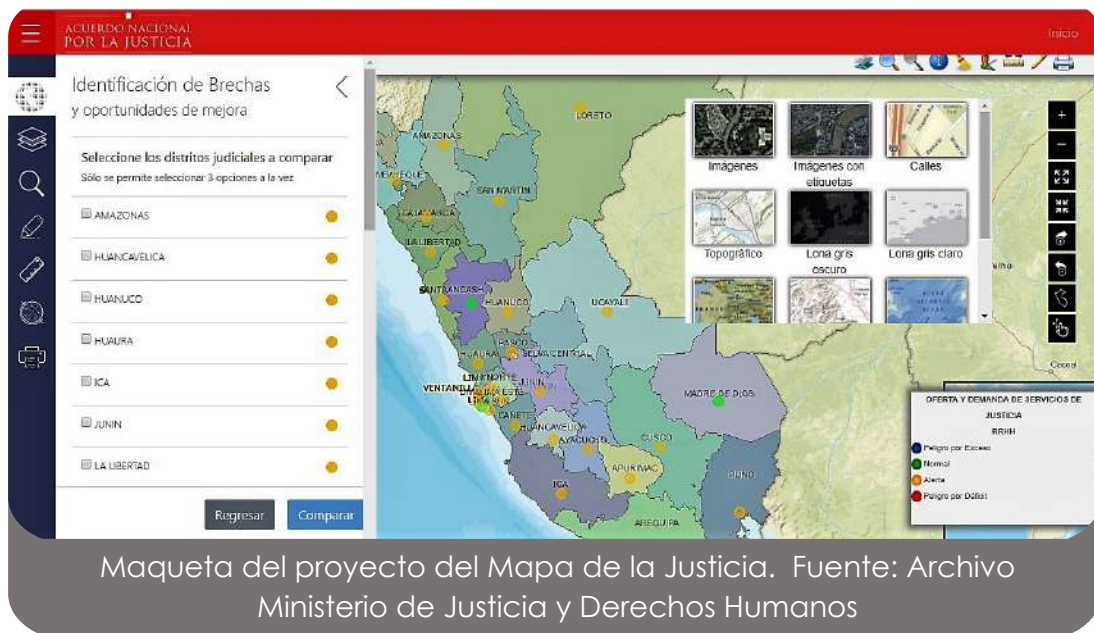 ACUERDO NACIONAL
POR LA JUSTICIA
Inicio
Identificación de Brechas
y oportunidades de mejora
Seleccione los distritos judiciales a comparar
Sólo se permite seleccionar 3 opciones a la vez
AMAZONAS
HUANCAVELICA
HUANUCO
HUAURA
ICA
JUNIN
LA LIBERTAD
Regresar
Comparar
LORETO
AMAZONAS
SAN MARTIN
CAJAMARCA
LA LIBERTAD
HUANUCO
UCAYALI
PASCO
SELVA CENTRAL
HUAURA
JUNIN
VENTANILLA
CAÑETE
HUANCAVELICA
AYACUCHO
CUSCO
MADRE DE DIOS
APURIMAC
ICA
PUNO
AREQUIPA
Imágenes
Imágenes con
etiquetas
Calles
Topográfico
Lona gris
oscuro
Lona gris claro
OFERTA Y DEMANDA DE SERVICIOS DE
JUSTICIA
RRHH
Peligro por Exceso
Normal
Alerta
Peligro por Déficit
Maqueta del proyecto del Mapa de la Justicia. Fuente: Archivo
Ministerio de Justicia y Derechos Humanos